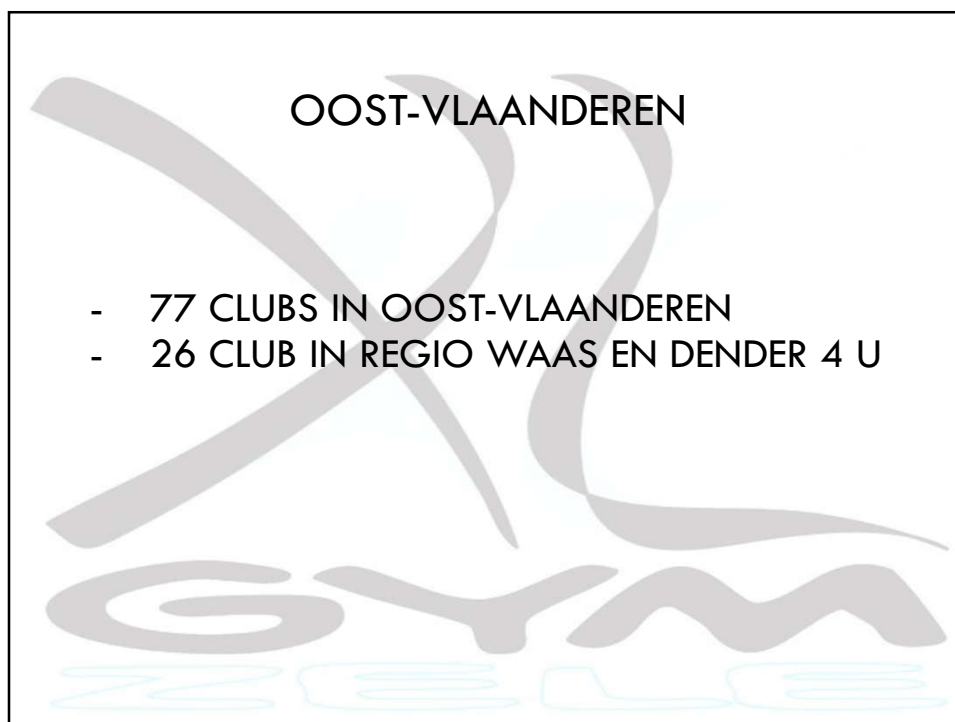 OOST-VLAANDEREN
- 77 CLUBS IN OOST-VLAANDEREN
- 26 CLUB IN REGIO WAAS EN DENDER 4 U
XL
GYM
ZELE